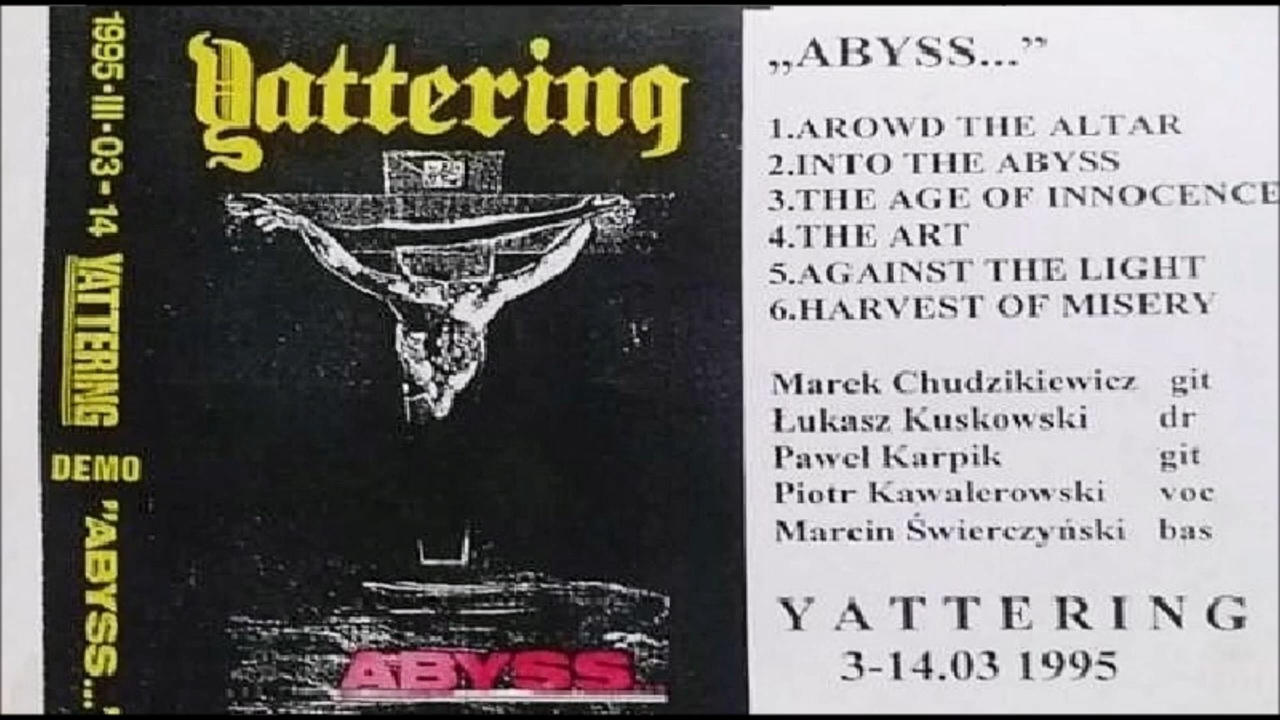 1995·III·03-14 YATTERING DEMO "ABYSS..."
Yattering
ABYSS
„ABYSS...”
1.AROWD THE ALTAR
2.INTO THE ABYSS
3.THE AGE OF INNOCENCE
4.THE ART
5.AGAINST THE LIGHT
6.HARVEST OF MISERY
Marek Chudzikiewicz git
Łukasz Kuskowski dr
Paweł Karpik git
Piotr Kawalerowski voc
Marcin Świerczyński bas
YATTERING
3-14.03 1995